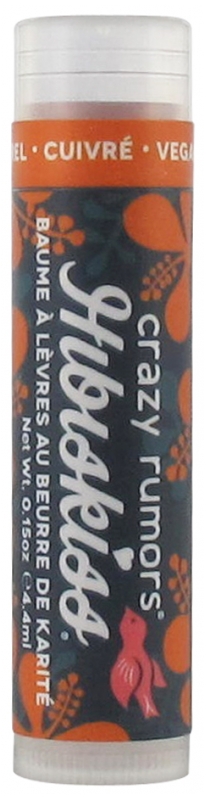 EL • CUIVRÉ • VEGA
crazy rumors®
Hibiskiss®
BAUME À LÈVRES AU BEURRE DE KARITÉ
Net Wt. 0.15oz ℮4.4ml